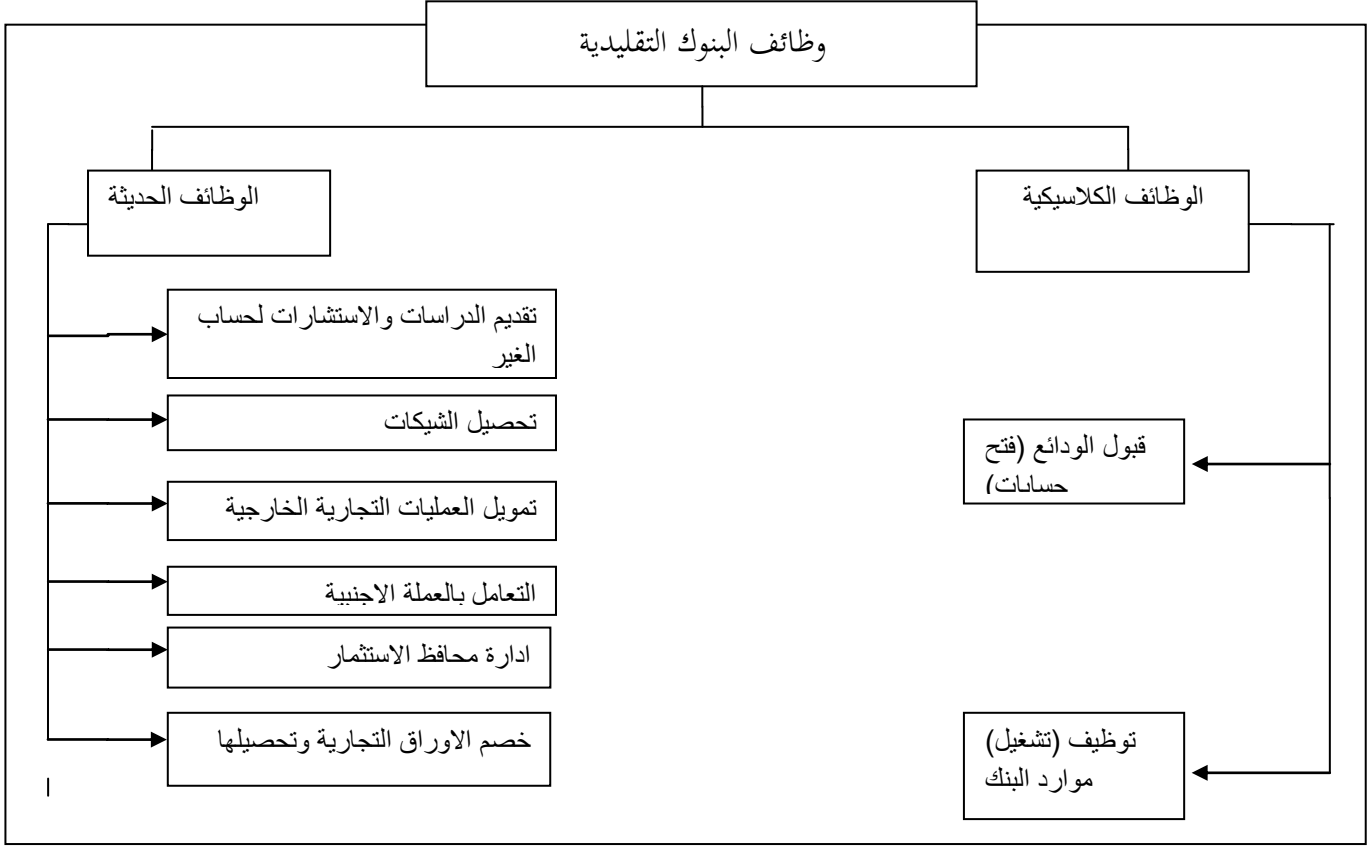 وظائف البنوك التقليدية
الوظائف الكلاسيكية
الوظائف الحديثة
قبول الودائع (فتح
حسابات)
توظيف (تشغيل)
موارد البنك
تقديم الدراسات والاستشارات لحساب
الغير
تحصيل الشيكات
تمويل العمليات التجارية الخارجية
التعامل بالعملة الاجنبية
ادارة محافظ الاستثمار
خصم الاوراق التجارية وتحصيلها